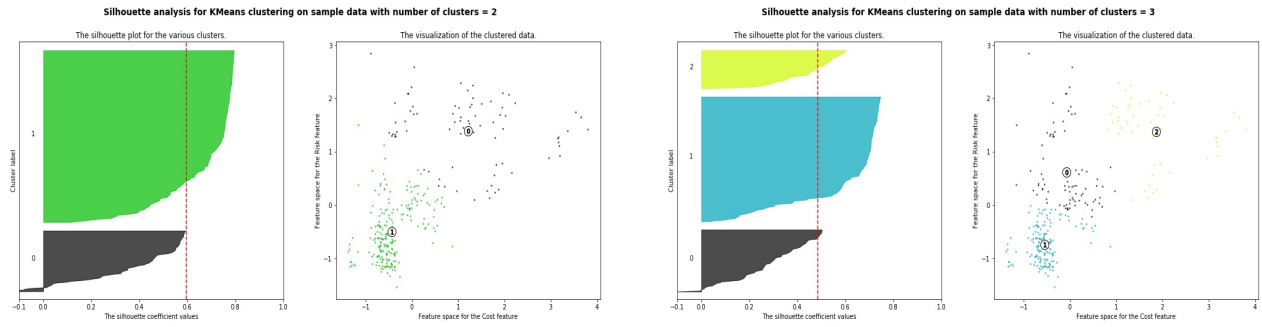 Silhouette analysis for KMeans clustering on sample data with number of clusters = 2
The silhouette plot for the various clusters.
Cluster label
1
0
−0.1 0.0 0.2 0.4 0.6 0.8 1.0
The silhouette coefficient values
The visualization of the clustered data.
Feature space for the Risk feature
3
2
1
0
−1
0
1
−1 0 1 2 3 4
Feature space for the Cost feature
Silhouette analysis for KMeans clustering on sample data with number of clusters = 3
The silhouette plot for the various clusters.
Cluster label
2
1
0
−0.1 0.0 0.2 0.4 0.6 0.8 1.0
The silhouette coefficient values
The visualization of the clustered data.
Feature space for the Risk feature
3
2
1
0
−1
2
0
1
−1 0 1 2 3 4
Feature space for the Cost feature